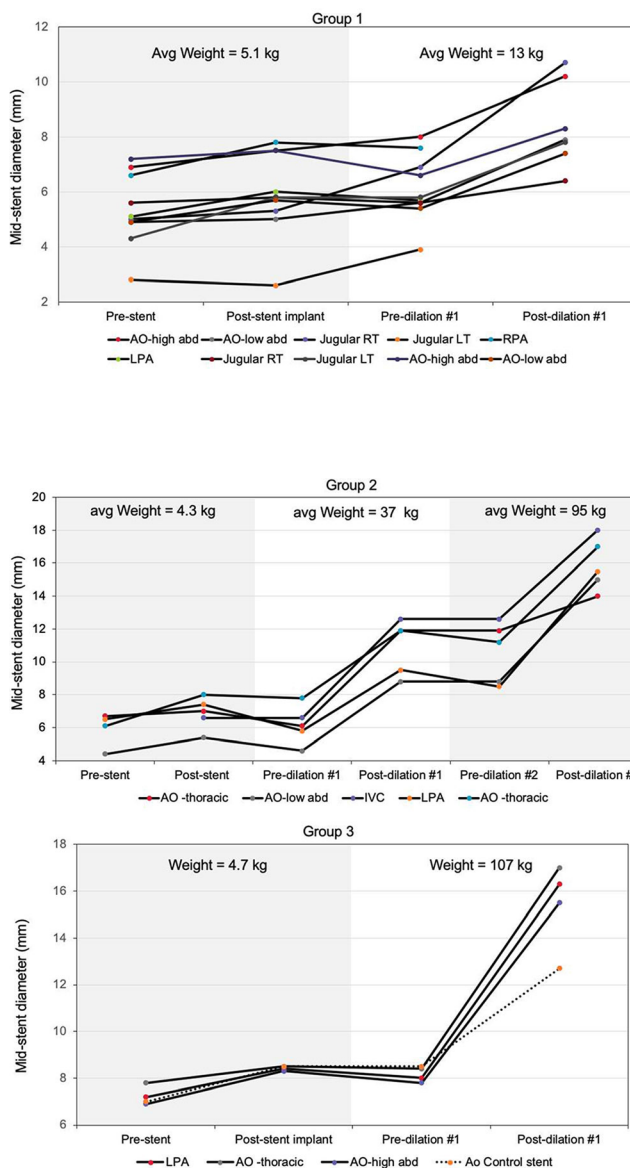 Group 1
12
10
8
6
4
2
Mid-stent diameter (mm)
Avg Weight = 5.1 kg
Avg Weight = 13 kg
Pre-stent
Post-stent implant
Pre-dilation #1
Post-dilation #1
AO-high abd AO-low abd Jugular RT Jugular LT RPA
LPA Jugular RT Jugular LT AO-high abd AO-low abd
Group 2
20
18
16
14
12
10
8
6
4
Mid-stent diameter (mm)
avg Weight = 4.3 kg
avg Weight = 37 kg
avg Weight = 95 kg
Pre-stent
Post-stent
Pre-dilation #1
Post-dilation #1
Pre-dilation #2
Post-dilation #
AO -thoracic AO-low abd IVC LPA AO -thoracic
Group 3
18
16
14
12
10
8
6
Mid-stent diameter (mm)
Weight = 4.7 kg
Weight = 107 kg
Pre-stent
Post-stent implant
Pre-dilation #1
Post-dilation #1
LPA AO -thoracic AO-high abd Ao Control stent